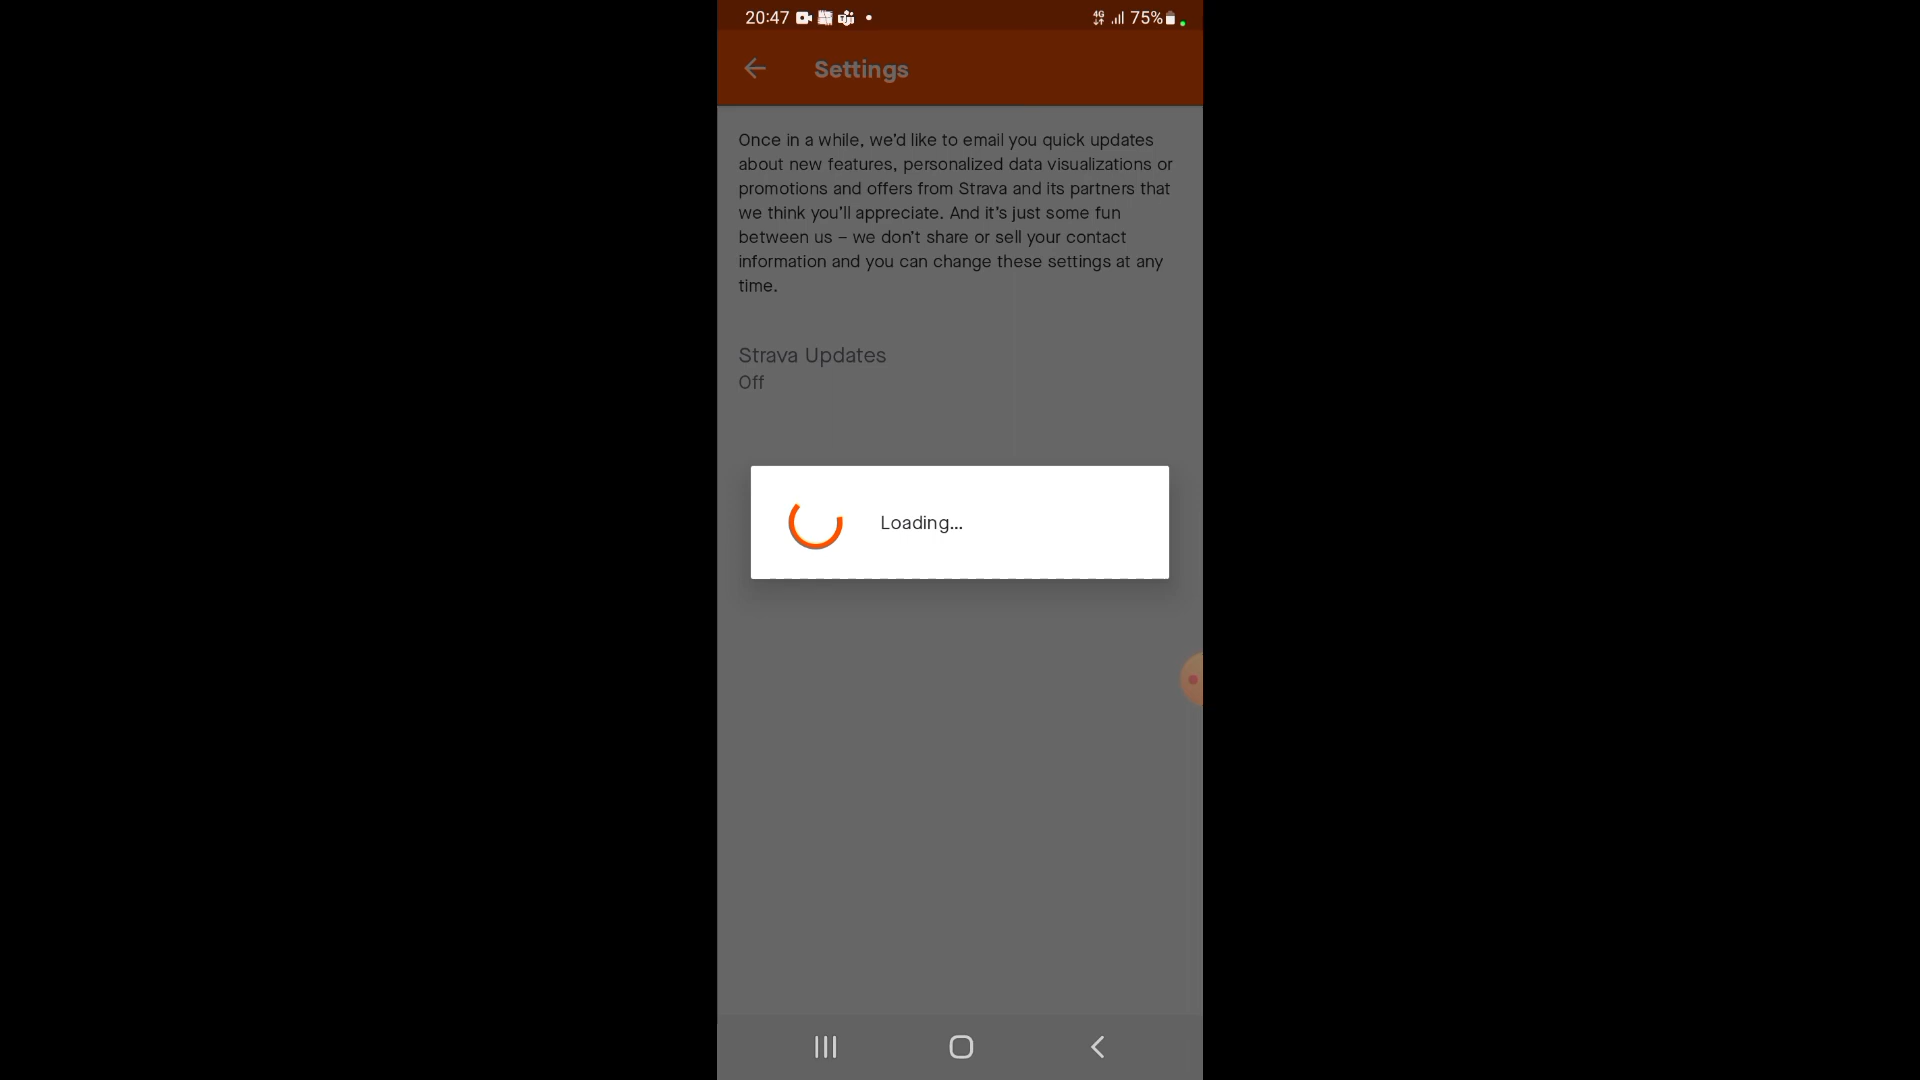 20:47 4G 75%
Settings
Once in a while, we’d like to email you quick updates
about new features, personalized data visualizations or
promotions and offers from Strava and its partners that
we think you’ll appreciate. And it’s just some fun
between us – we don’t share or sell your contact
information and you can change these settings at any
time.
Strava Updates
Off
Loading...